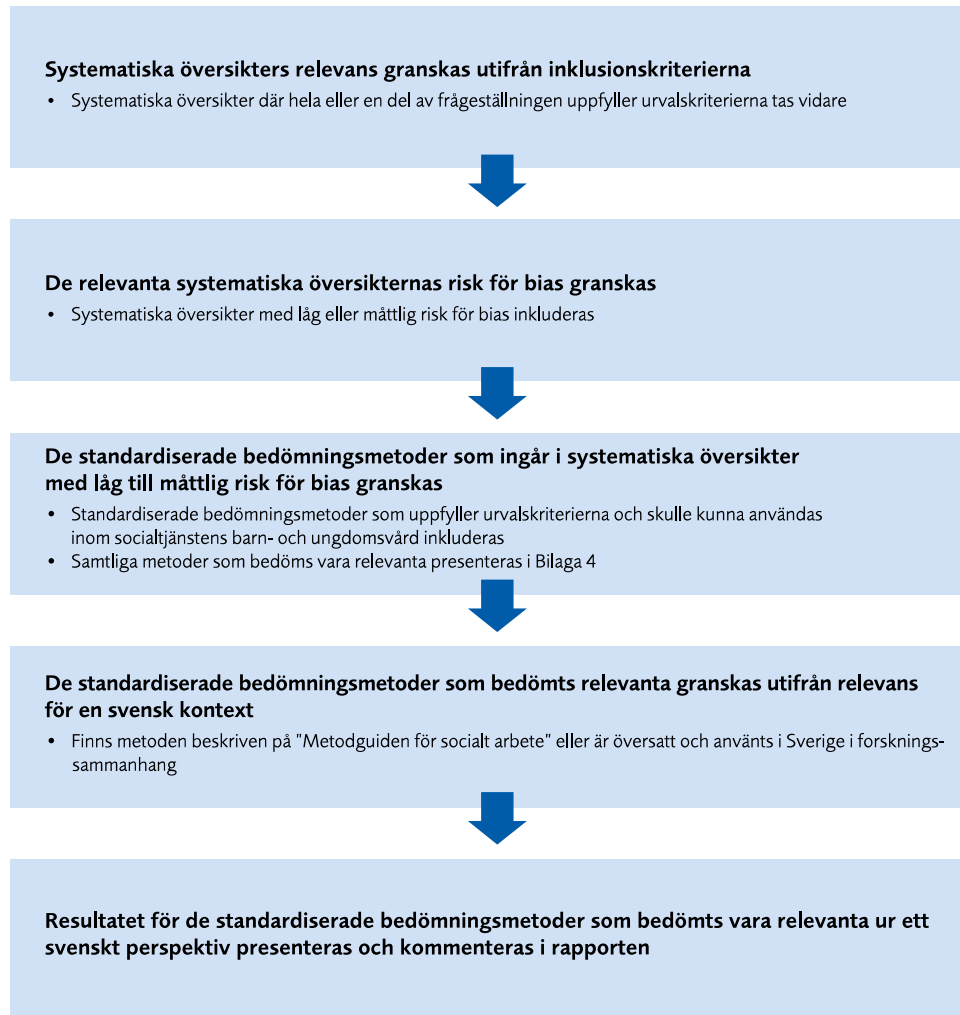 Systematiska översikters relevans granskas utifrån inklusionskriterierna
• Systematiska översikter där hela eller en del av frågeställningen uppfyller urvalskriterierna tas vidare
De relevanta systematiska översikternas risk för bias granskas
• Systematiska översikter med låg eller måttlig risk för bias inkluderas
De standardiserade bedömningsmetoder som ingår i systematiska översikter
med låg till måttlig risk för bias granskas
• Standardiserade bedömningsmetoder som uppfyller urvalskriterierna och skulle kunna användas
inom socialtjänstens barn- och ungdomsvård inkluderas
• Samtliga metoder som bedöms vara relevanta presenteras i Bilaga 4
De standardiserade bedömningsmetoder som bedömts relevanta granskas utifrån relevans
för en svensk kontext
• Finns metoden beskriven på "Metodguiden för socialt arbete" eller är översatt och använts i Sverige i forsknings-
sammanhang
Resultatet för de standardiserade bedömningsmetoder som bedömts vara relevanta ur ett
svenskt perspektiv presenteras och kommenteras i rapporten